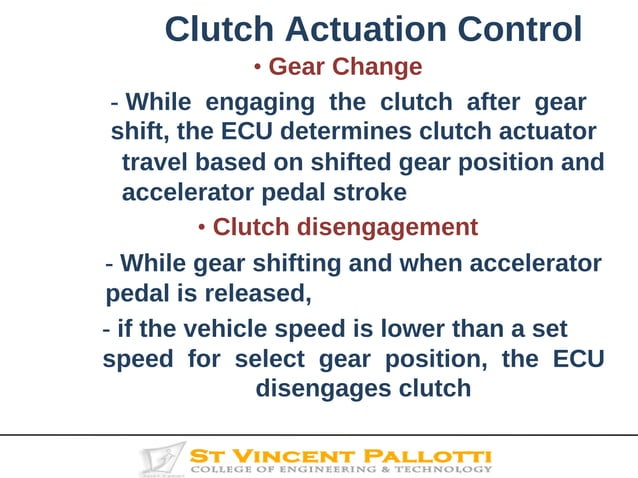 Clutch Actuation Control
• Gear Change
- While engaging the clutch after gear
shift, the ECU determines clutch actuator
travel based on shifted gear position and
accelerator pedal stroke
• Clutch disengagement
- While gear shifting and when accelerator
pedal is released,
- if the vehicle speed is lower than a set
speed for select gear position, the ECU
disengages clutch
St Vincent Pallotti
COLLEGE OF ENGINEERING & TECHNOLOGY